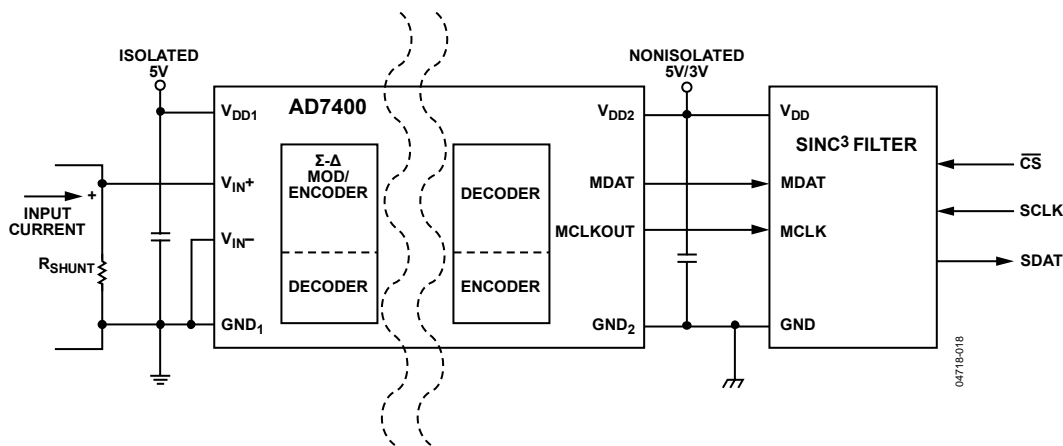 ISOLATED
5V
NONISOLATED
5V/3V
AD7400
VDD1
VIN+
VIN–
GND1
Σ-Δ
MOD/
ENCODER
DECODER
DECODER
ENCODER
VDD2
MDAT
MCLKOUT
GND2
VDD
SINC3 FILTER
MDAT
MCLK
GND
CS
SCLK
SDAT
+
INPUT
CURRENT
RSHUNT
04718-018